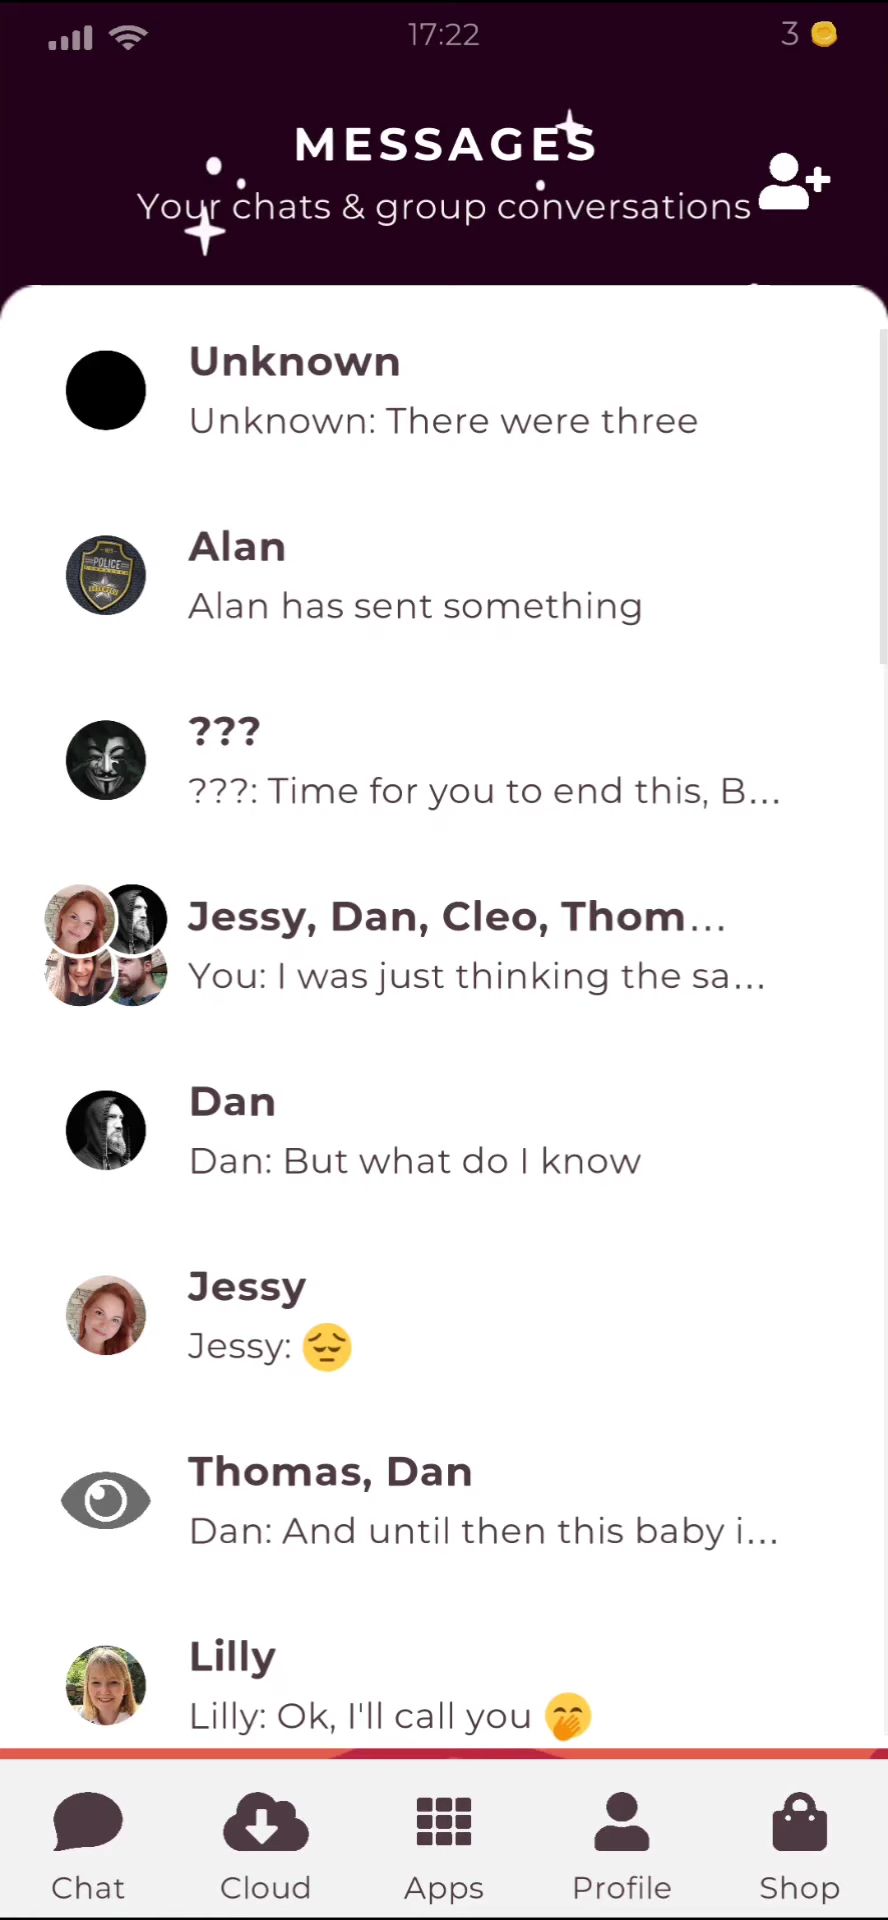 17:22
3
MESSAGES
Your chats & group conversations
Unknown
Unknown: There were three
Alan
POLICE
Alan has sent something
???
???: Time for you to end this, B...
Jessy, Dan, Cleo, Thom...
You: I was just thinking the sa...
Dan
Dan: But what do I know
Jessy
Jessy: 😔
Thomas, Dan
Dan: And until then this baby i...
Lilly
Lilly: Ok, I'll call you 🤭
Chat
Cloud
Apps
Profile
Shop